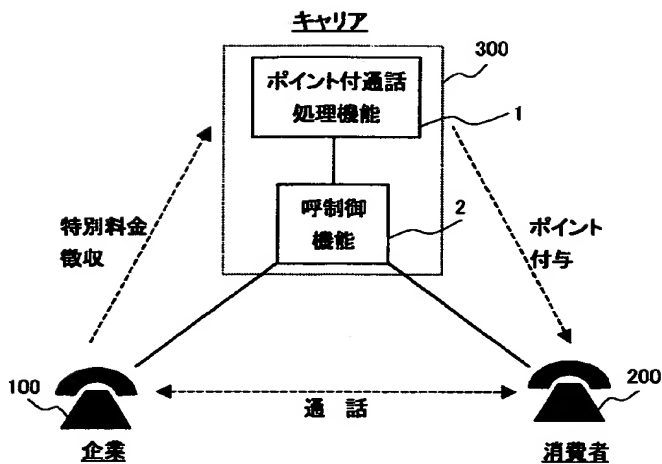 キャリア
300
ポイント付通話
処理機能
1
呼制御
機能
2
特別料金
徴収
ポイント
付与
100
200
通 話
企業
消費者